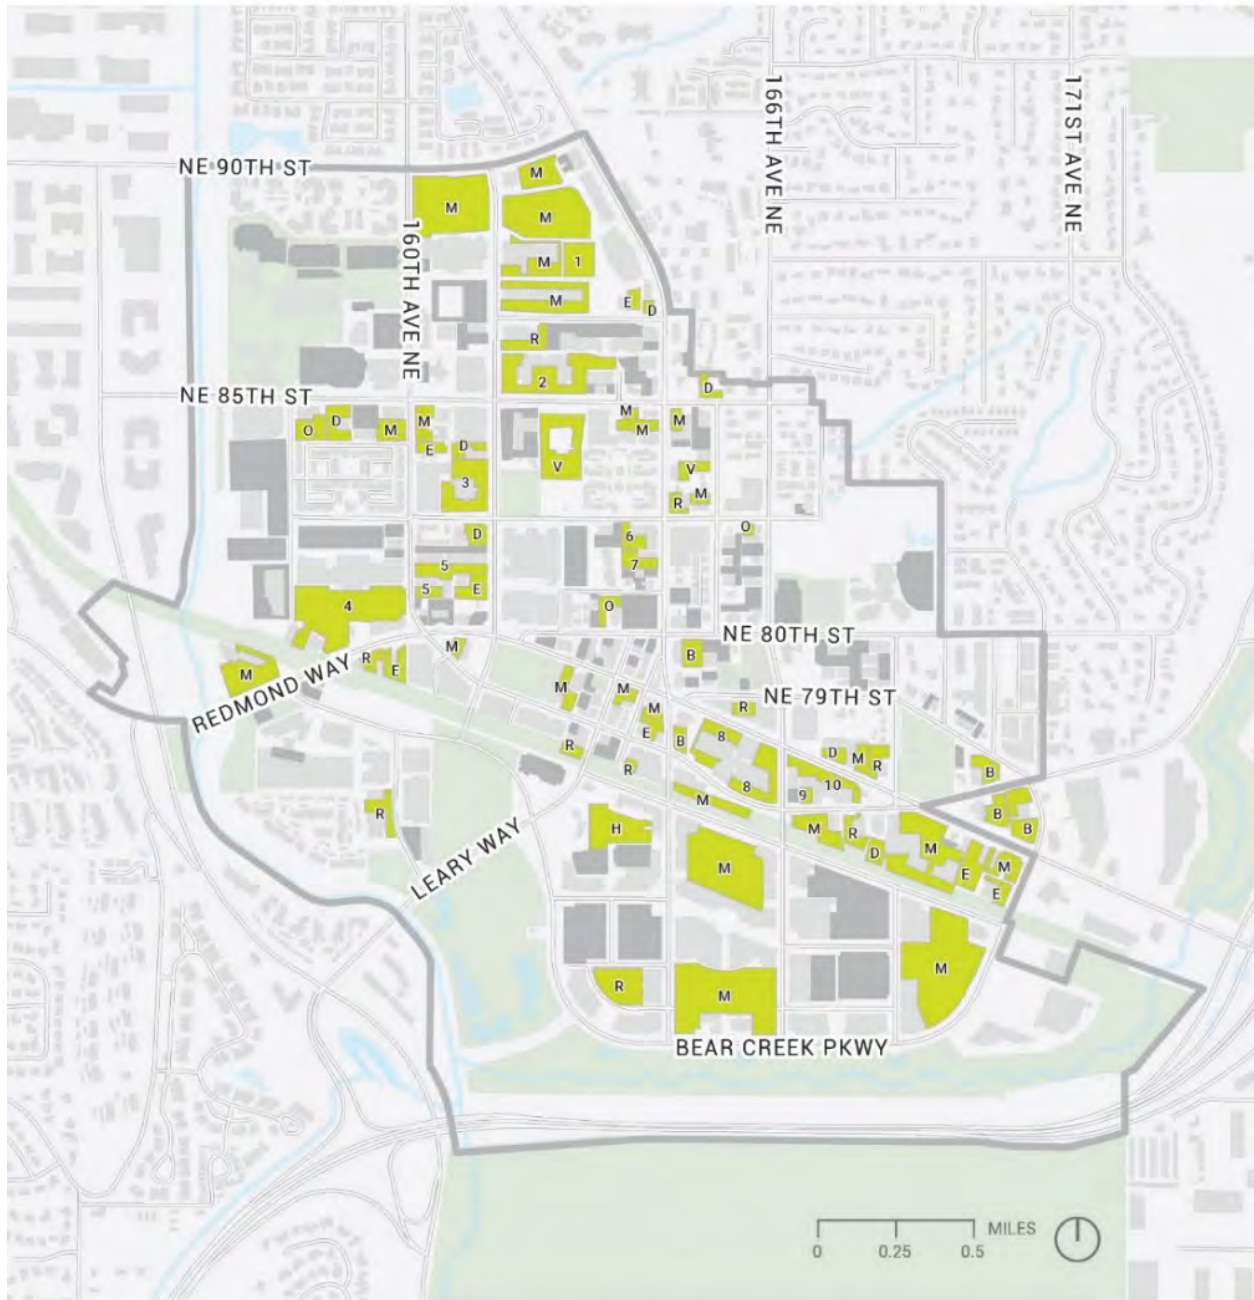 166TH AVE NE
171ST AVE NE
NE 90TH ST
M
M
M
160TH AVE NE
M
1
M
E
D
R
2
D
NE 85TH ST
O
D
M
M
E
D
3
V
M
M
M
V
R
M
D
6
7
O
5
5
E
4
O
NE 80TH ST
B
M
R
E
M
REDMOND WAY
NE 79TH ST
M
M
M
E
R
B
8
8
R
R
D
M
R
9
10
B
B
B
R
M
H
M
M
R
D
M
E
M
E
LEARY WAY
M
R
M
BEAR CREEK PKWY
MILES
0
0.25
0.5